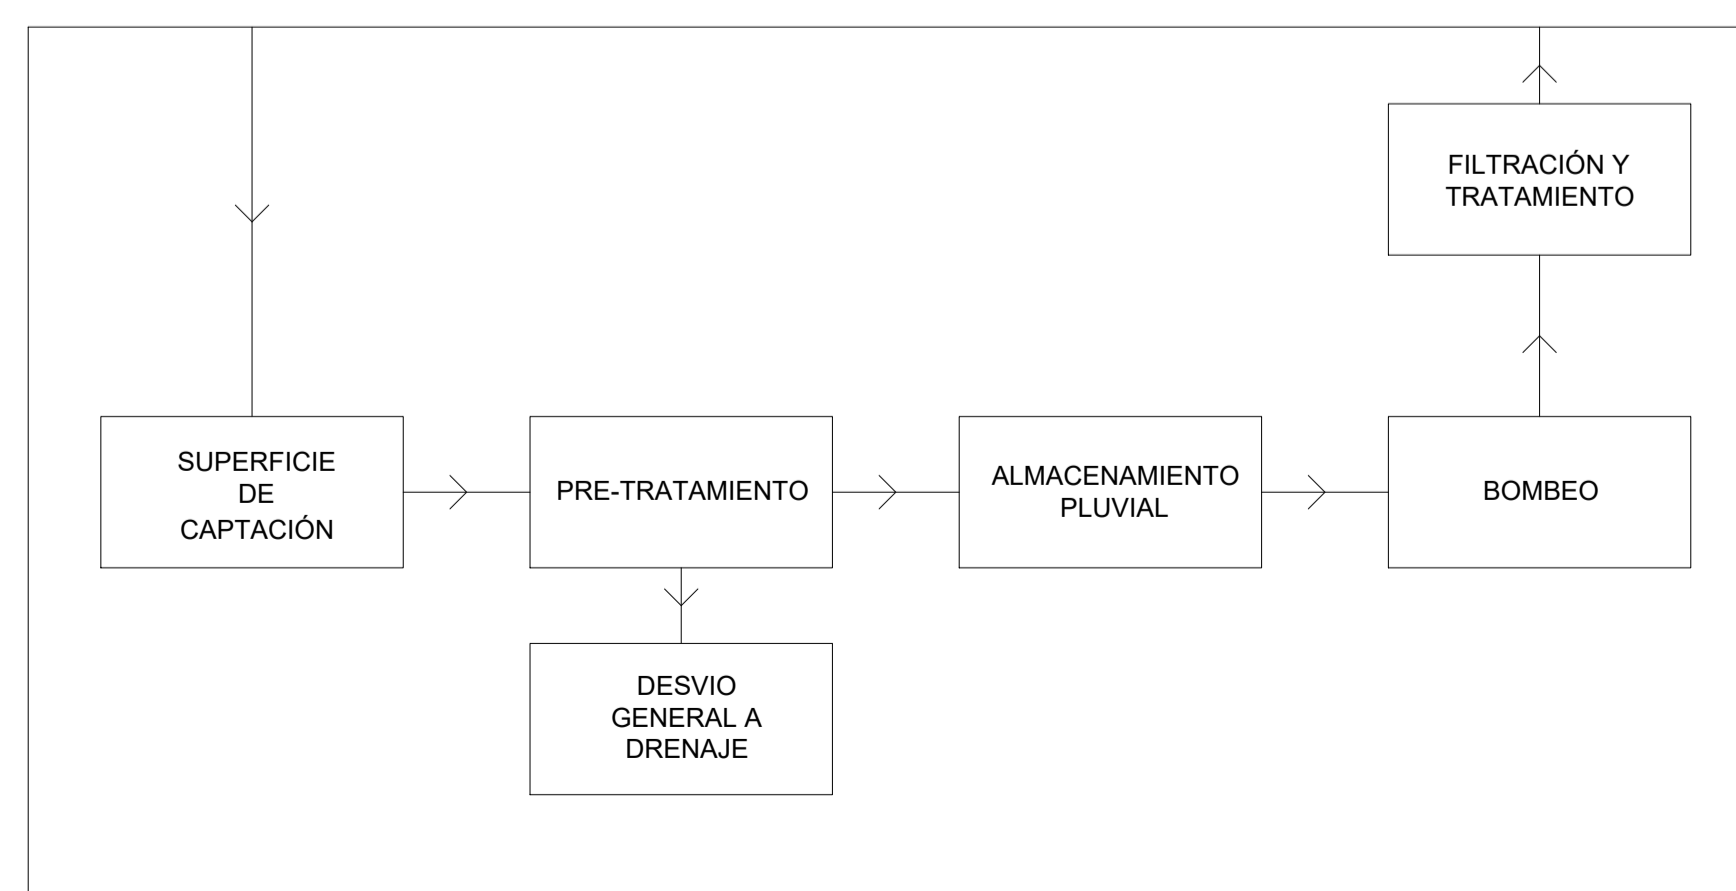 FILTRACIÓN Y
TRATAMIENTO
SUPERFICIE
DE
CAPTACIÓN
PRE-TRATAMIENTO
ALMACENAMIENTO
PLUVIAL
BOMBEO
DESVIO
GENERAL A
DRENAJE